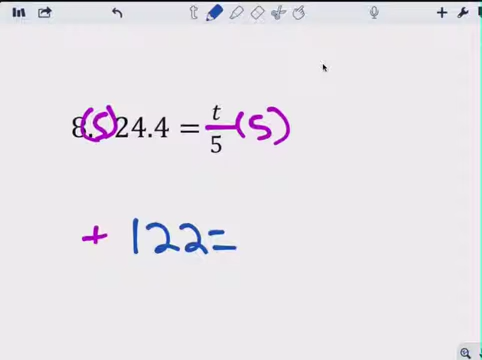 8. (5) 24.4 = t/5 (5)
+ 122 =